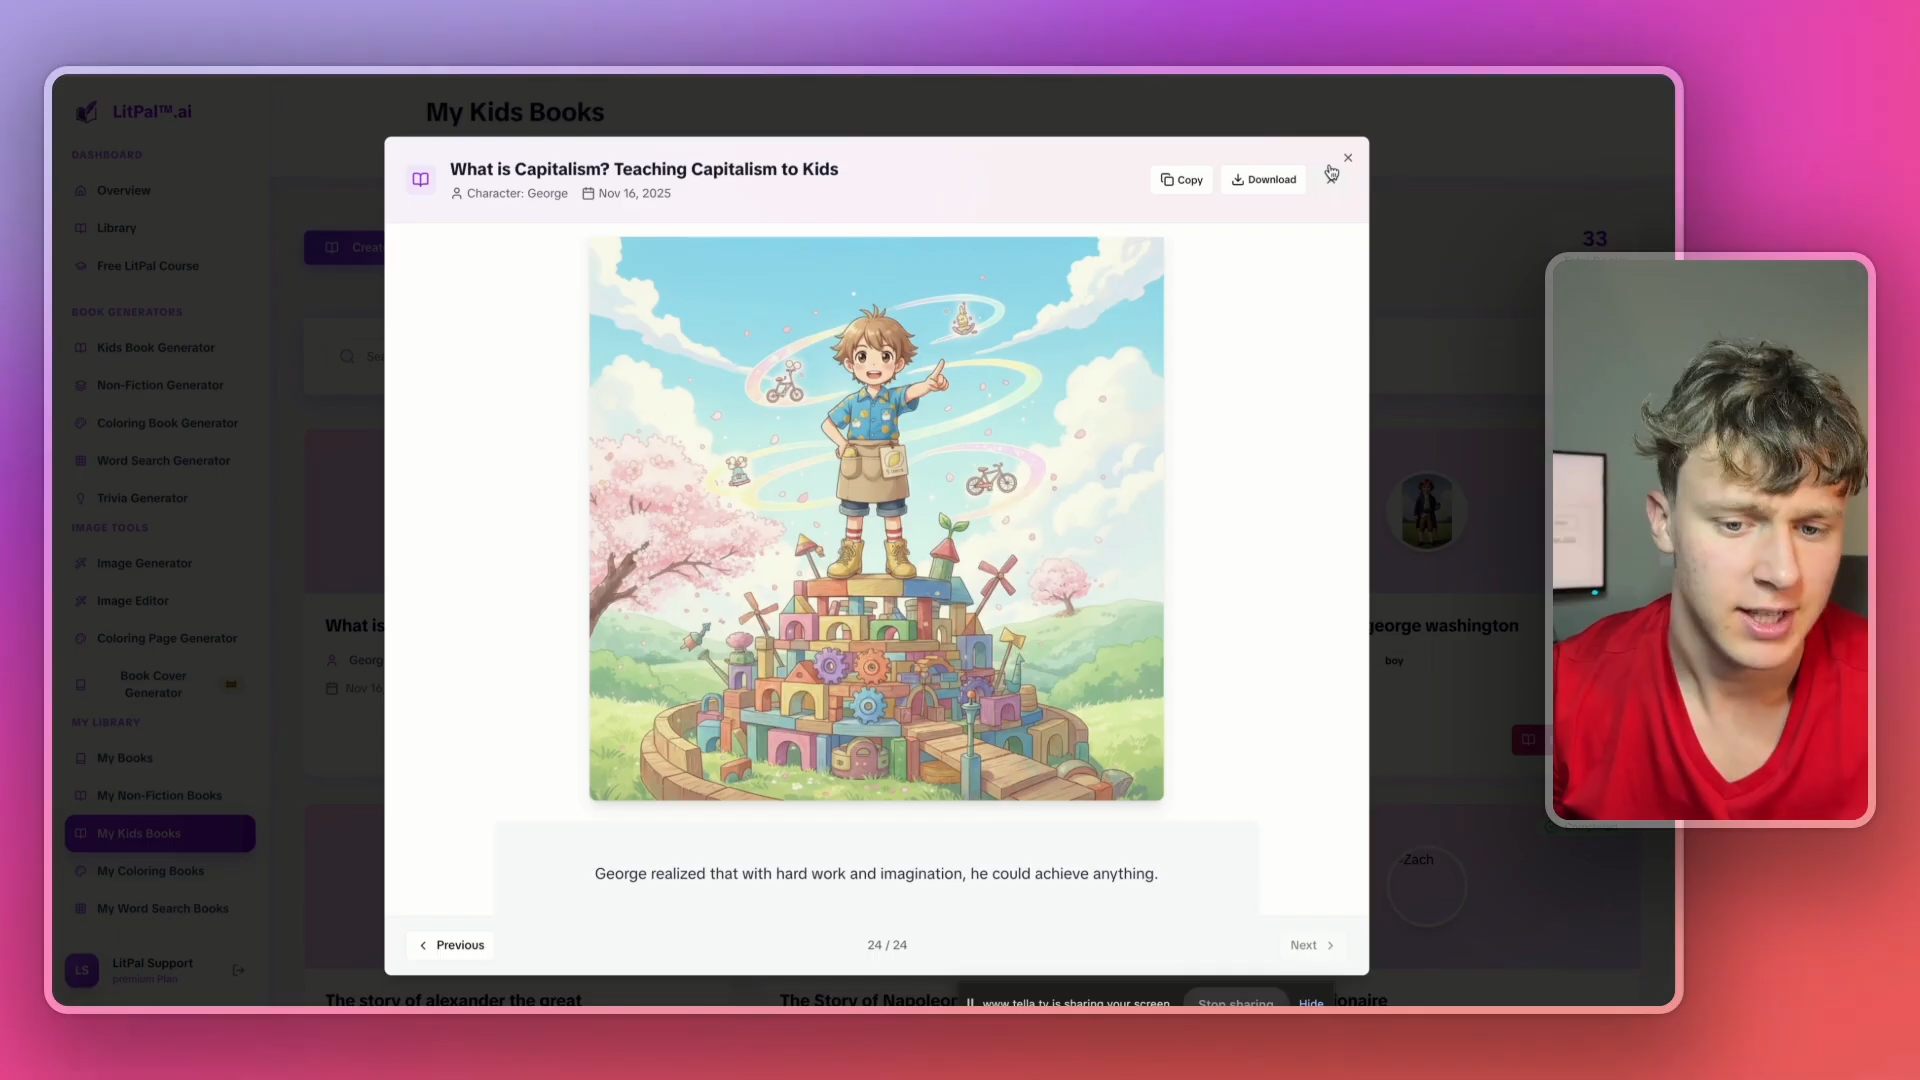 LitPal™.ai
DASHBOARD
Overview
Library
Free LitPal Course
BOOK GENERATORS
Kids Book Generator
Non-Fiction Generator
Coloring Book Generator
Word Search Generator
Trivia Generator
IMAGE TOOLS
Image Generator
Image Editor
Coloring Page Generator
Book Cover
Generator
MY LIBRARY
My Books
My Non-Fiction Books
My Kids Books
My Coloring Books
My Word Search Books
LS
LitPal Support
premium Plan
My Kids Books
33
What is Capitalism? Teaching Capitalism to Kids
Character: George
Nov 16, 2025
Copy
Download
George realized that with hard work and imagination, he could achieve anything.
Previous
24 / 24
Next
What is
Nov 16
george washington
boy
-Zach
The story of alexander the great
The Story of Napoleon
www.tella.tv is sharing your screen.
Stop sharing
Hide